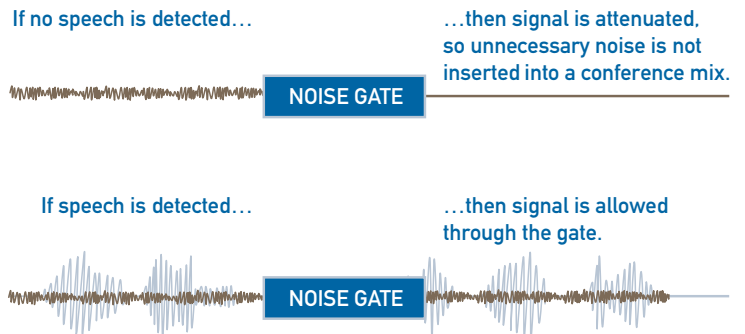 If no speech is detected…
…then signal is attenuated,
so unnecessary noise is not
inserted into a conference mix.
NOISE GATE
If speech is detected…
…then signal is allowed
through the gate.
NOISE GATE